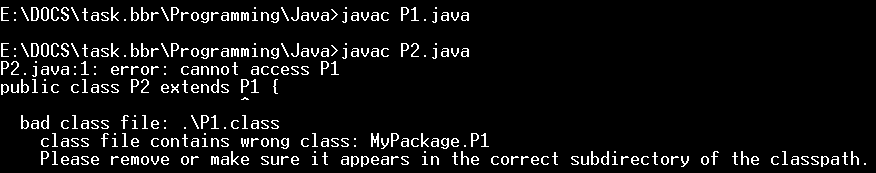 E:\DOCS\task.bbr\Programming\Java>javac P1.java
E:\DOCS\task.bbr\Programming\Java>javac P2.java
P2.java:1: error: cannot access P1
public class P2 extends P1 {
^
bad class file: .\P1.class
class file contains wrong class: MyPackage.P1
Please remove or make sure it appears in the correct subdirectory of the classpath.